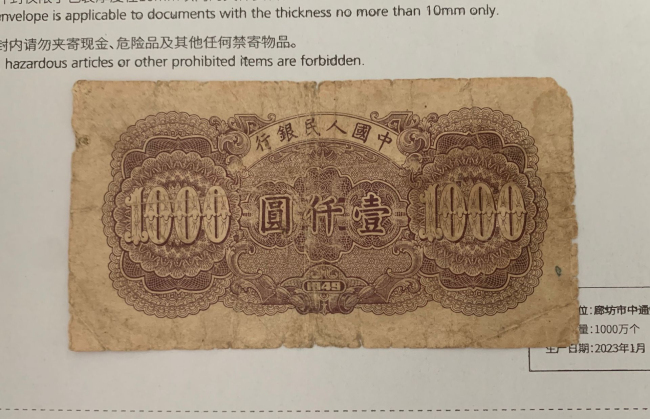 envelope is applicable to documents with the thickness no more than 10mm only.
封内请勿夹寄现金、危险品及其他任何禁寄物品。
hazardous articles or other prohibited items are forbidden.
行銀民人國中
1000
圓仟壹
1000
1949
位:廊坊市中通
量:1000万个
生产日期:2023年1月